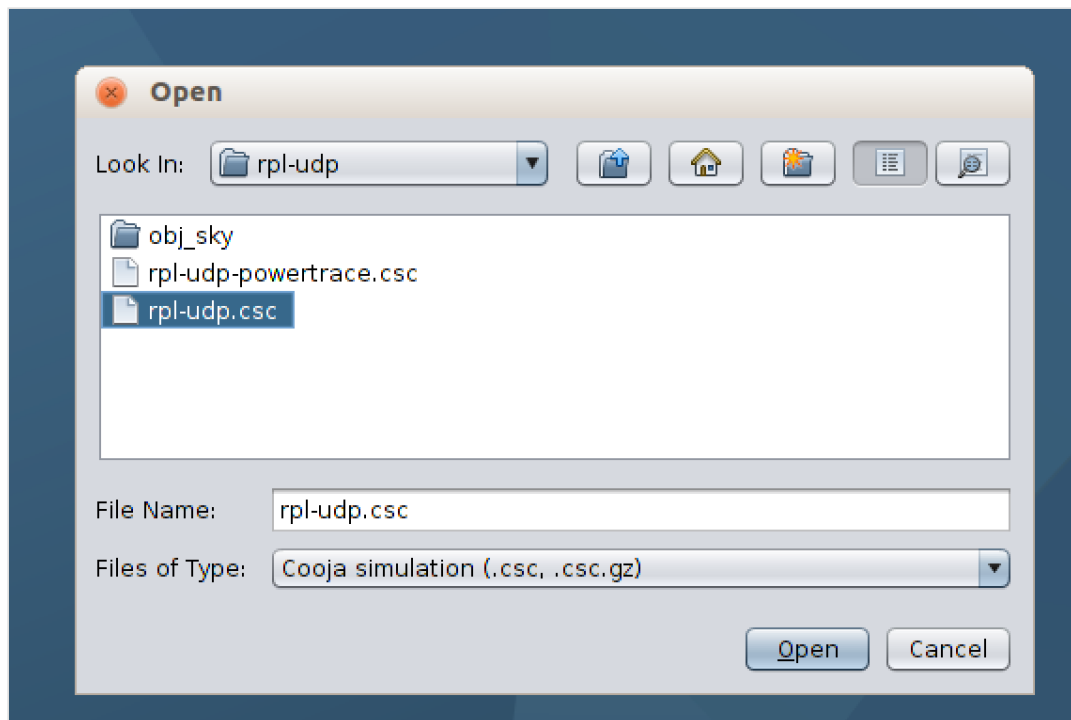 Open
Look In: rpl-udp
obj_sky
rpl-udp-powertrace.csc
rpl-udp.csc
File Name: rpl-udp.csc
Files of Type: Cooja simulation (.csc, .csc.gz)
Open Cancel